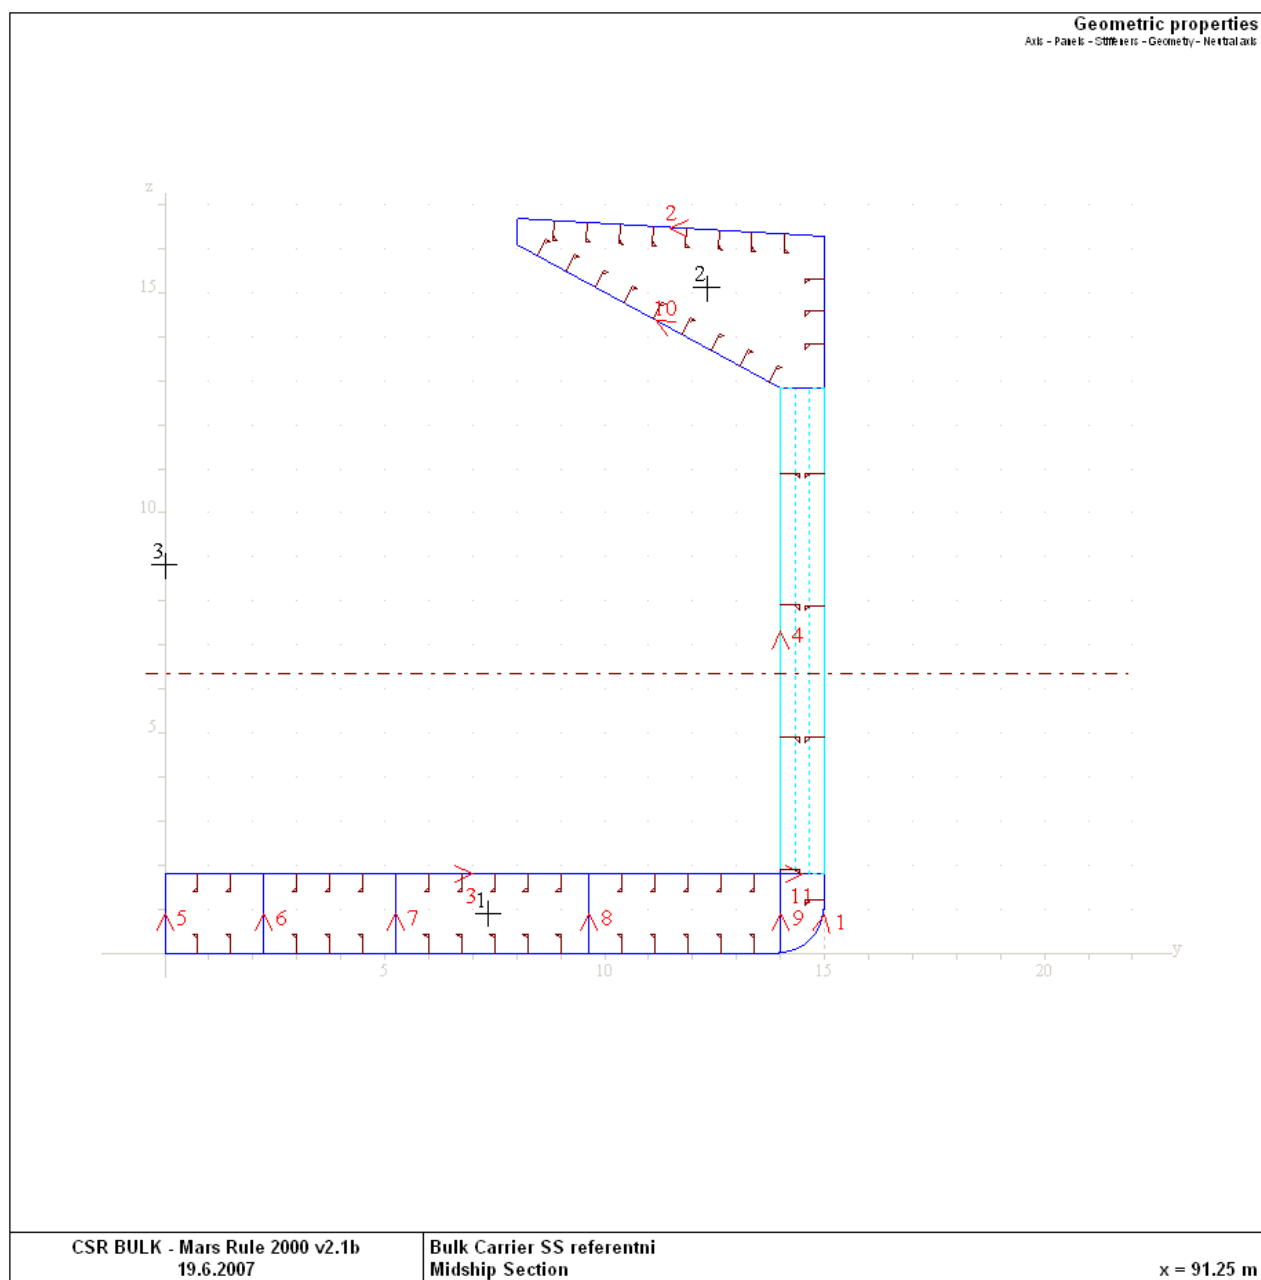 Geometric properties
Axis - Panels - Stiffeners - Geometry - Neutral axis
z
2
2
15
10
10
3
4
5
3
1
11
5
6
7
8
9
1
y
5
10
15
20
CSR BULK - Mars Rule 2000 v2.1b
19.6.2007
Bulk Carrier SS referentni
Midship Section
x = 91.25 m